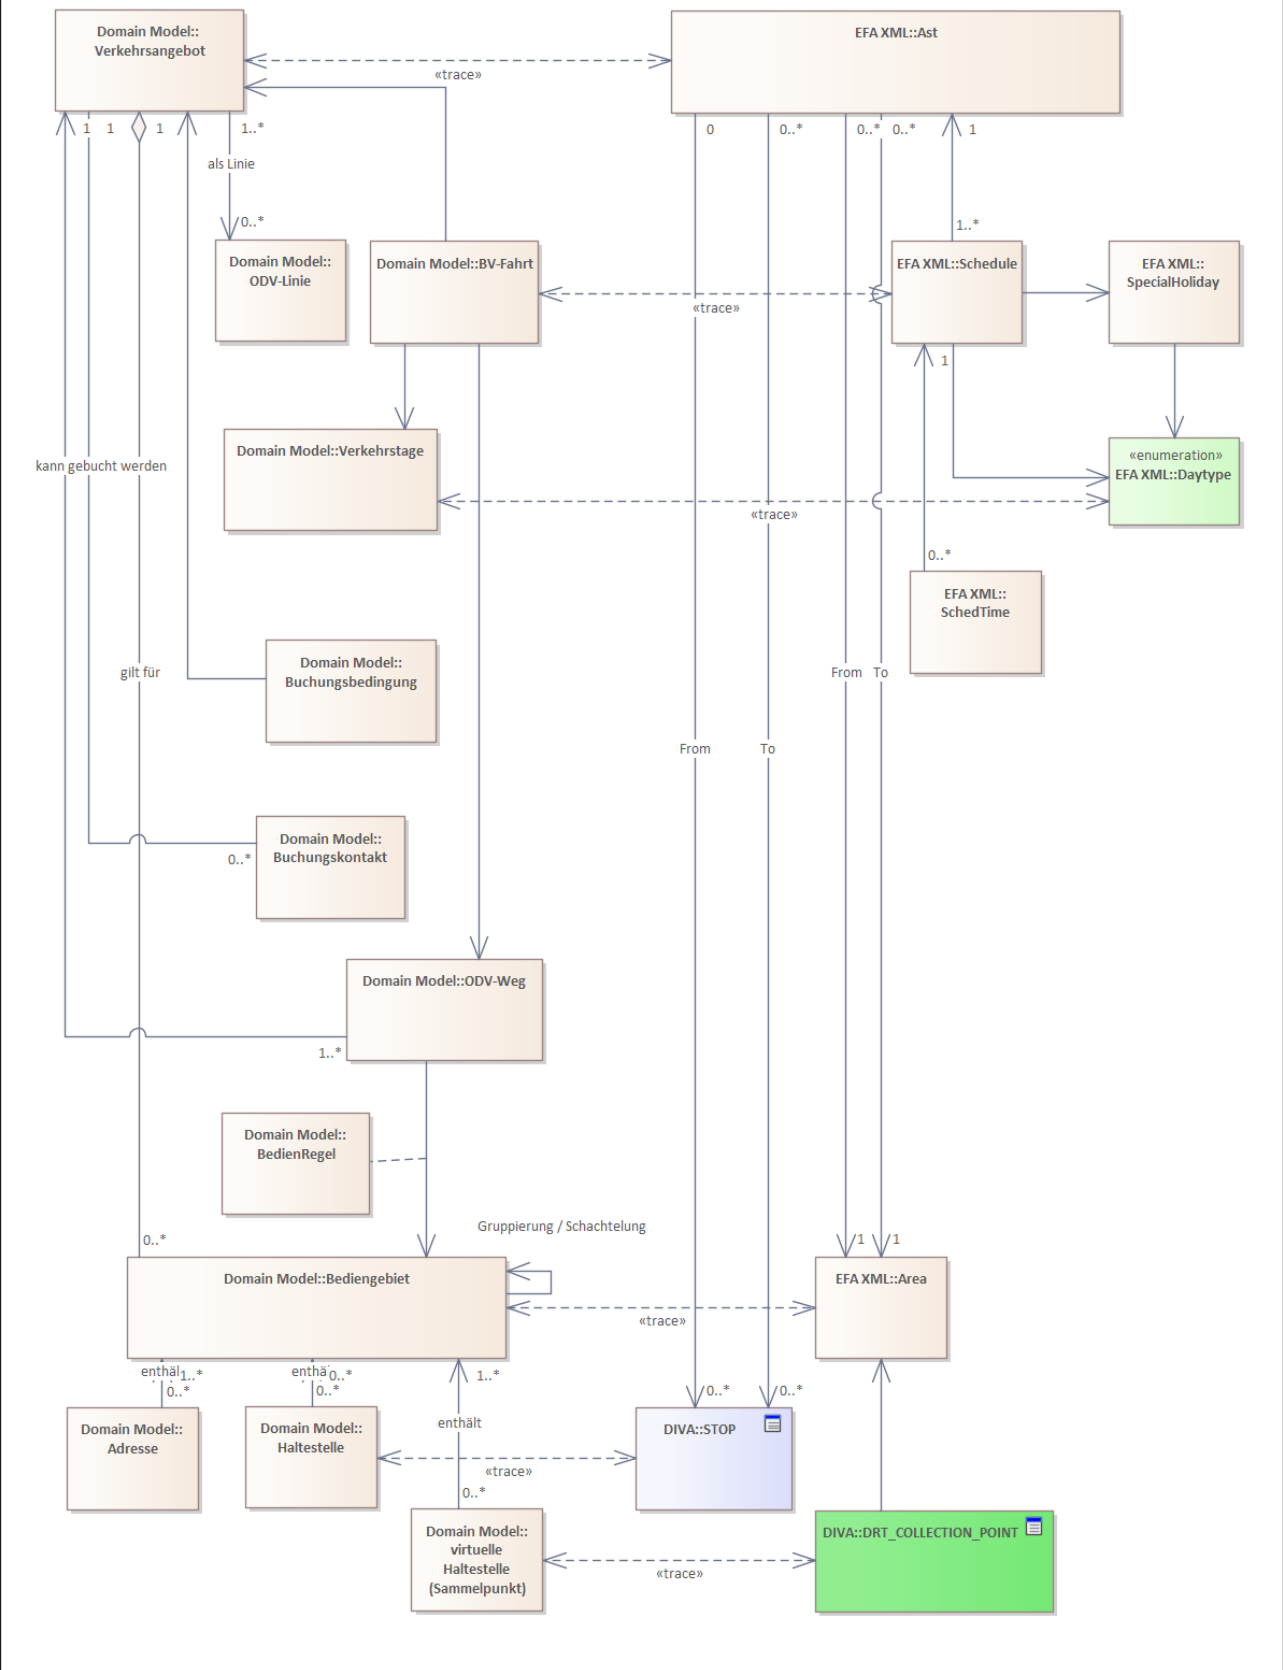 Domain Model::
Verkehrsangebot
EFA XML::Ast
«trace»
1 1 1 1..*
0 0..* 0..* 0..* 1
als Linie
0..*
1..*
Domain Model::
ODV-Linie
Domain Model::BV-Fahrt
EFA XML::Schedule
EFA XML::
SpecialHoliday
«trace»
1
Domain Model::Verkehrstage
«enumeration»
EFA XML::Daytype
kann gebucht werden
«trace»
0..*
EFA XML::
SchedTime
Domain Model::
Buchungsbedingung
gilt für
From To
From To
Domain Model::
Buchungskontakt
0..*
Domain Model::ODV-Weg
1..*
Domain Model::
BedienRegel
Gruppierung / Schachtelung
0..*
1 1
Domain Model::Bediengebiet
EFA XML::Area
«trace»
enthäl 1..*
0..*
enthä 0..*
0..*
1..*
0..* 0..*
enthält
Domain Model::
Adresse
Domain Model::
Haltestelle
DIVA::STOP
«trace»
0..*
Domain Model::
virtuelle
Haltestelle
(Sammelpunkt)
DIVA::DRT_COLLECTION_POINT
«trace»